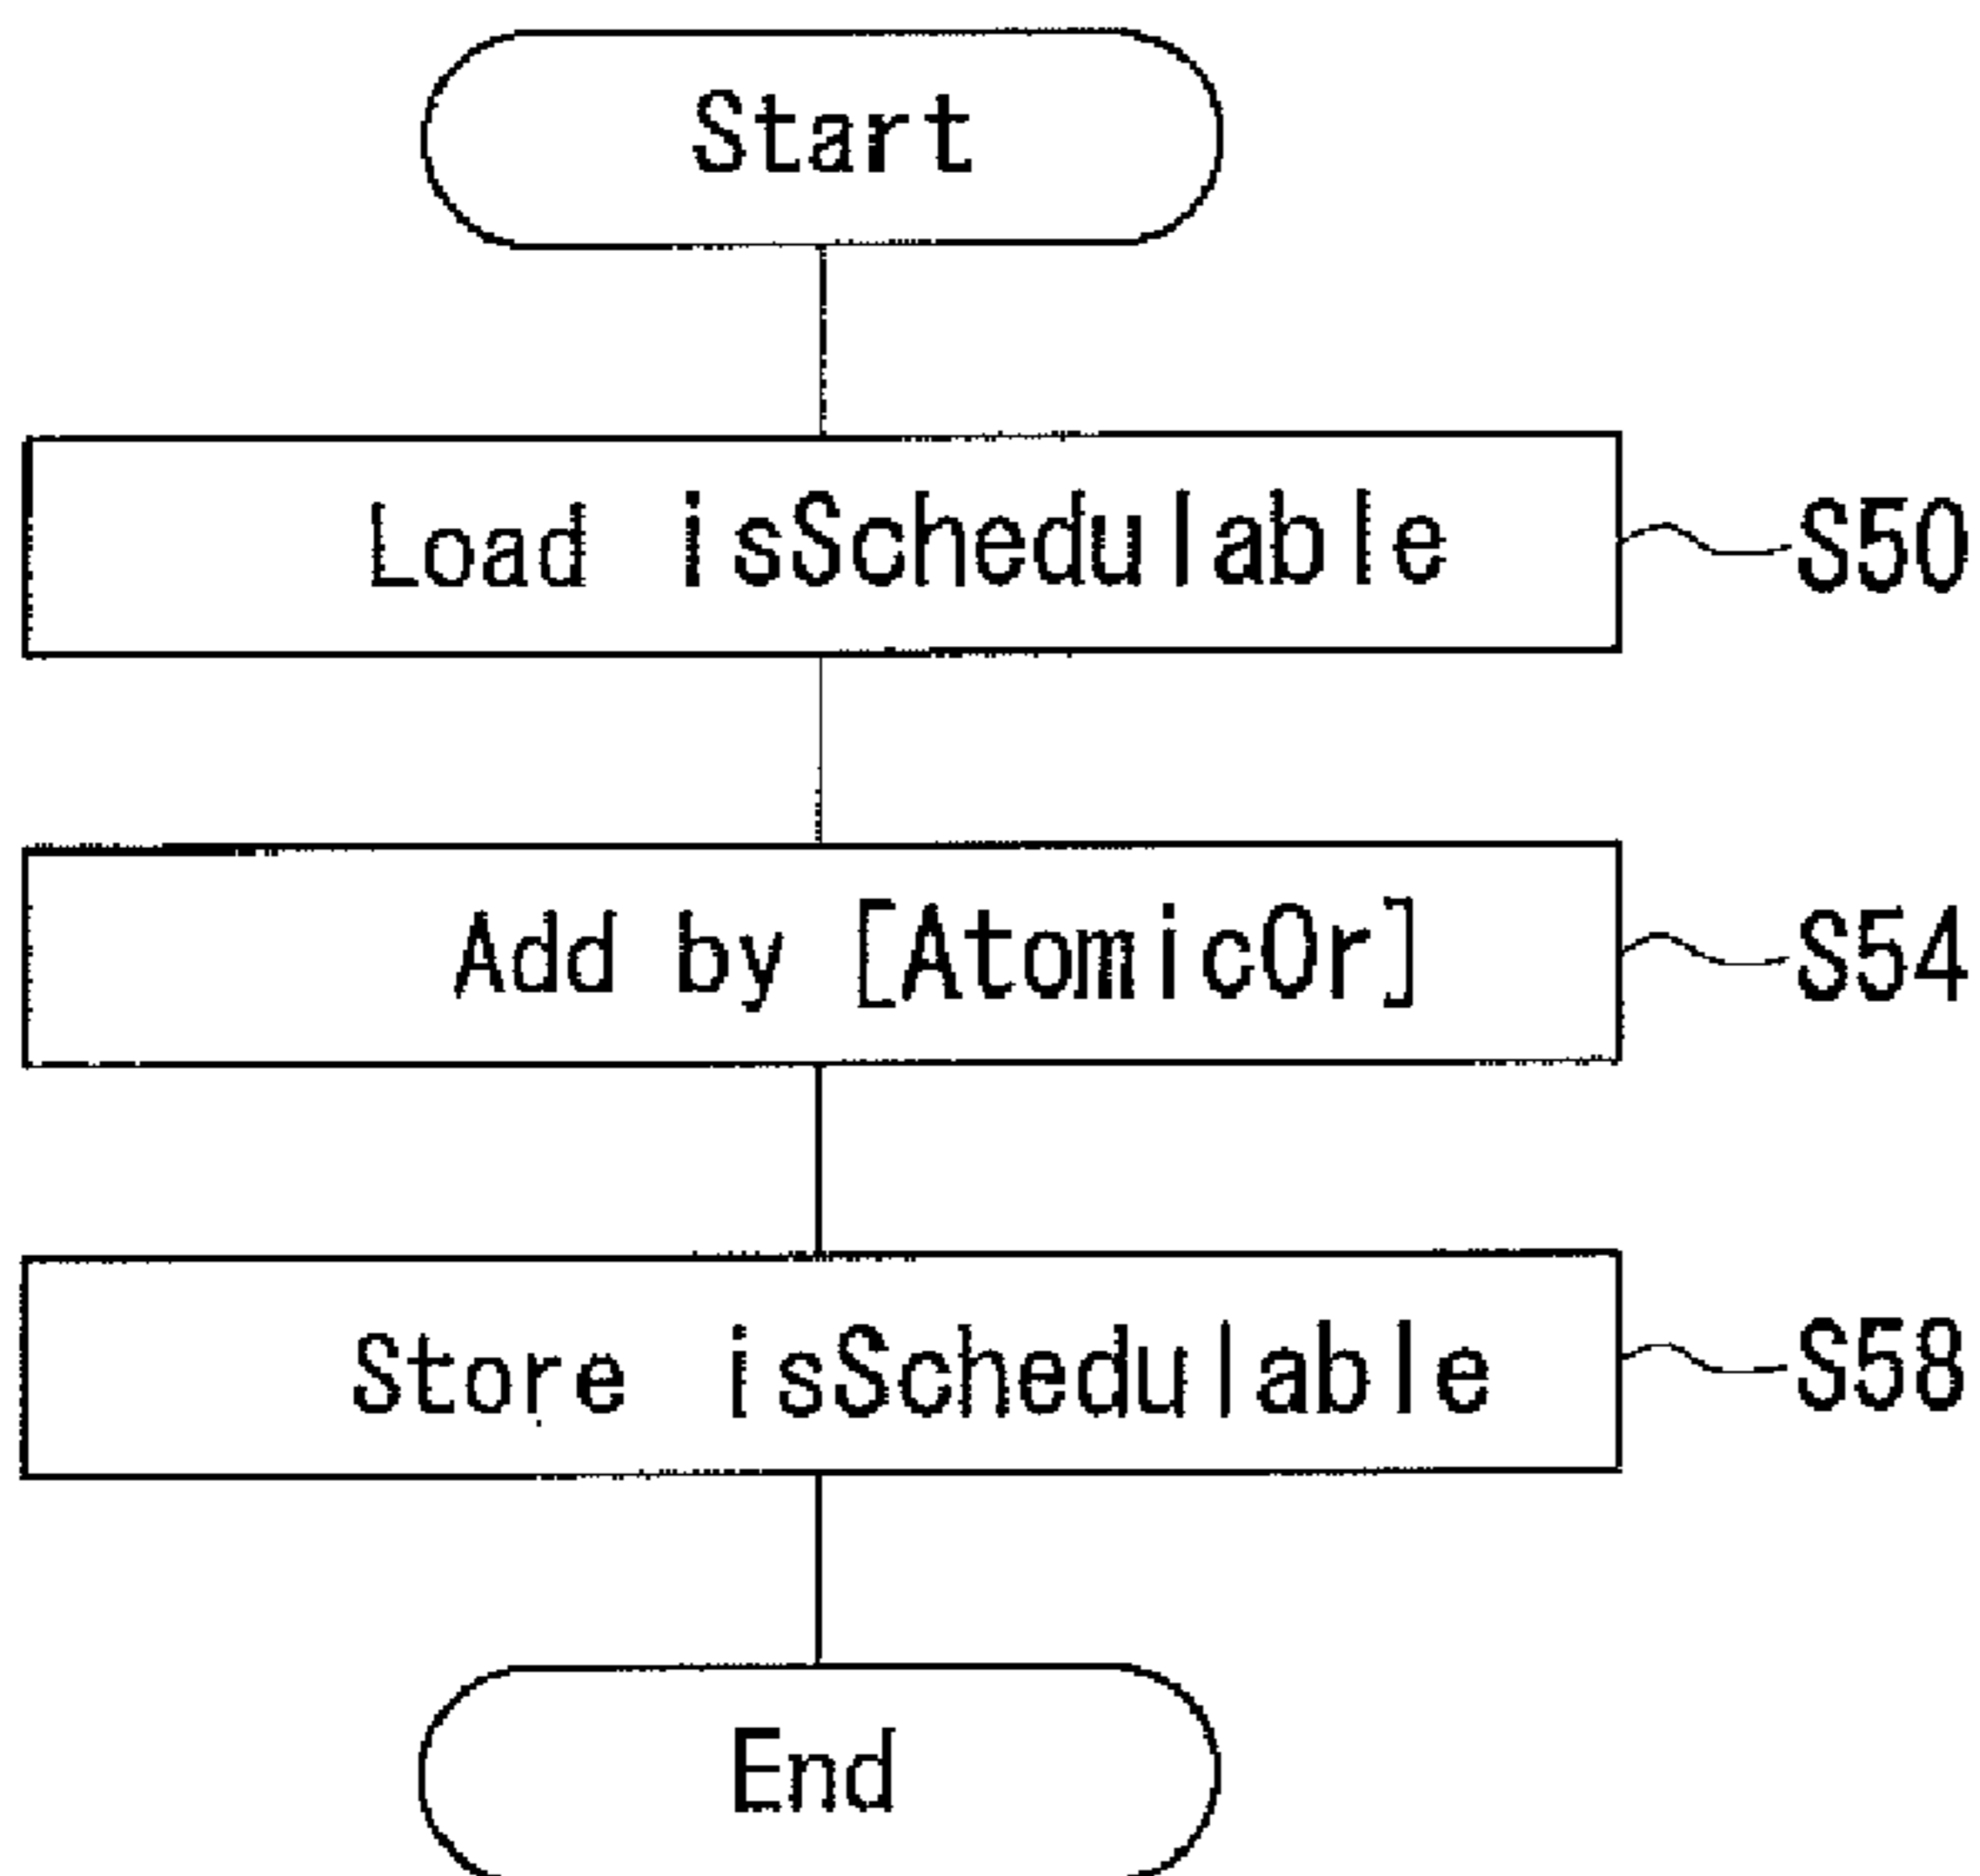 Start
Load isSchedulable
S50
Add by [AtomicOr]
S54
Store isSchedulable
S58
End